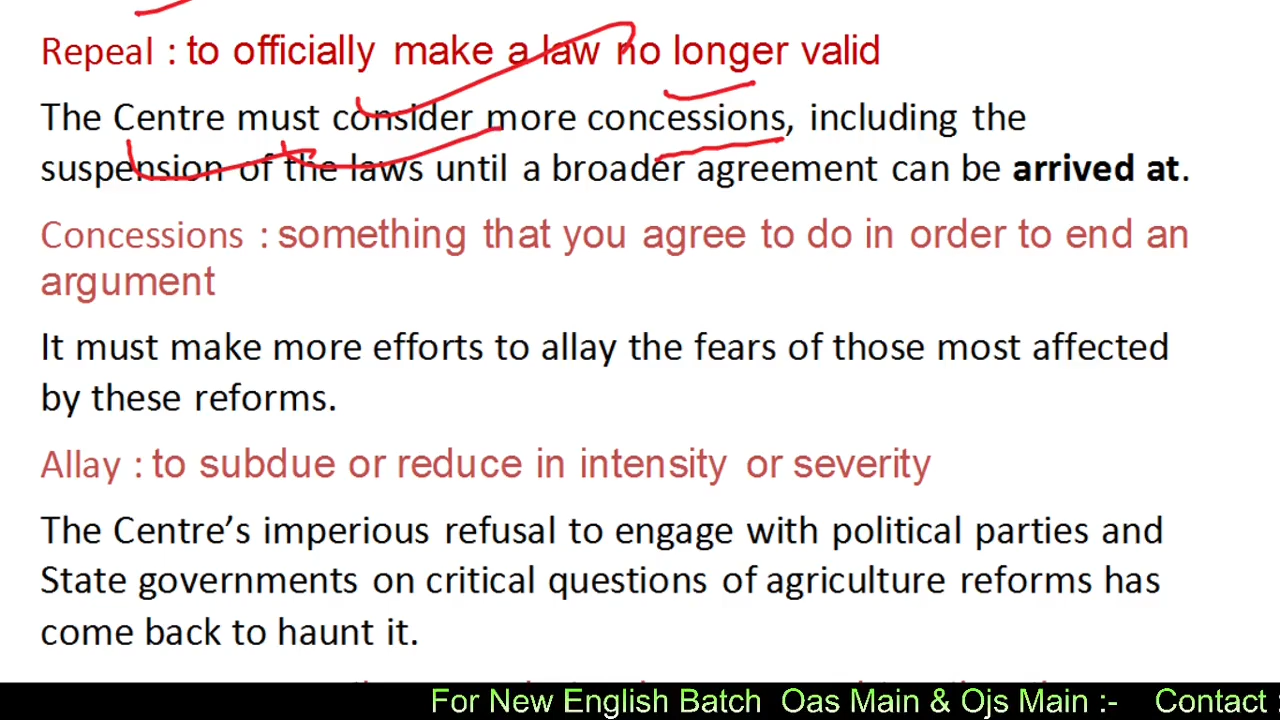 Repeal : to officially make a law no longer valid
The Centre must consider more concessions, including the
suspension of the laws until a broader agreement can be arrived at.
Concessions : something that you agree to do in order to end an
argument
It must make more efforts to allay the fears of those most affected
by these reforms.
Allay : to subdue or reduce in intensity or severity
The Centre’s imperious refusal to engage with political parties and
State governments on critical questions of agriculture reforms has
come back to haunt it.
For New English Batch Oas Main & Ojs Main :- Contact :